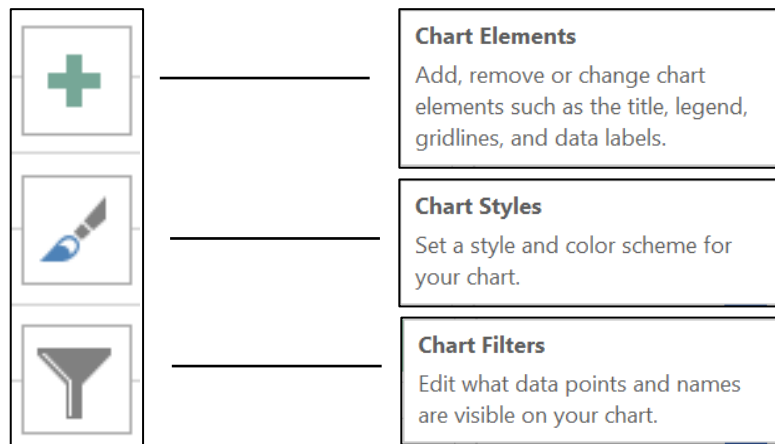 Chart Elements
Add, remove or change chart
elements such as the title, legend,
gridlines, and data labels.
Chart Styles
Set a style and color scheme for
your chart.
Chart Filters
Edit what data points and names
are visible on your chart.